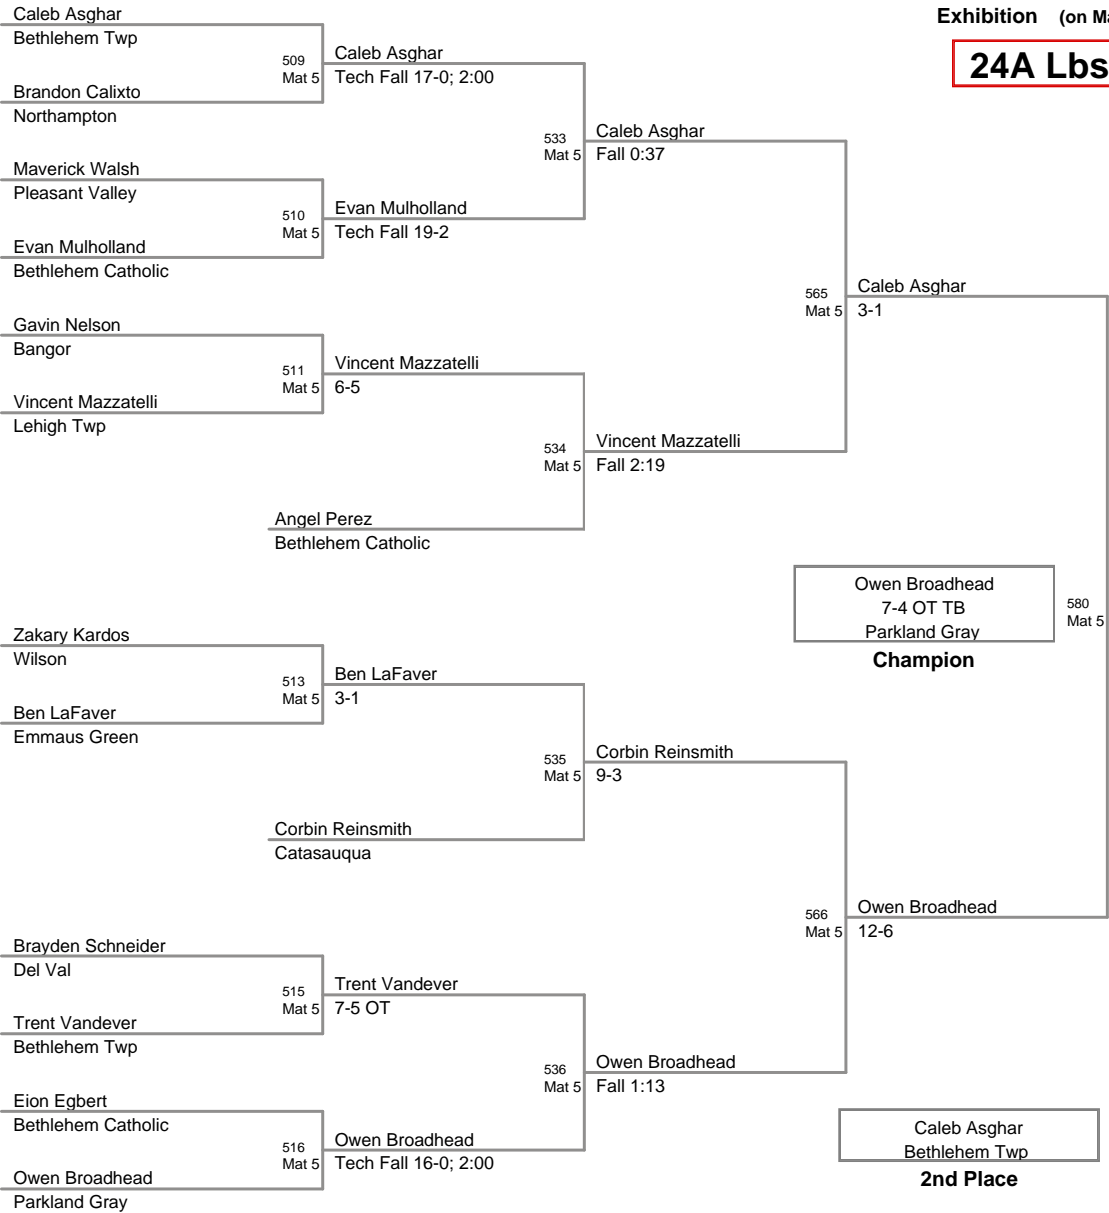 Exhibition (on Ma
24A Lbs
Caleb Asghar
Bethlehem Twp
509
Mat 5
Caleb Asghar
Tech Fall 17-0; 2:00
Brandon Calixto
Northampton
533
Mat 5
Caleb Asghar
Fall 0:37
Maverick Walsh
Pleasant Valley
510
Mat 5
Evan Mulholland
Tech Fall 19-2
Evan Mulholland
Bethlehem Catholic
565
Mat 5
Caleb Asghar
3-1
Gavin Nelson
Bangor
511
Mat 5
Vincent Mazzatelli
6-5
Vincent Mazzatelli
Lehigh Twp
534
Mat 5
Vincent Mazzatelli
Fall 2:19
Angel Perez
Bethlehem Catholic
Owen Broadhead
7-4 OT TB
Parkland Gray
Champion
580
Mat 5
Zakary Kardos
Wilson
513
Mat 5
Ben LaFaver
3-1
Ben LaFaver
Emmaus Green
535
Mat 5
Corbin Reinsmith
9-3
Corbin Reinsmith
Catasauqua
566
Mat 5
Owen Broadhead
12-6
Brayden Schneider
Del Val
515
Mat 5
Trent Vandever
7-5 OT
Trent Vandever
Bethlehem Twp
536
Mat 5
Owen Broadhead
Fall 1:13
Eion Egbert
Bethlehem Catholic
516
Mat 5
Owen Broadhead
Tech Fall 16-0; 2:00
Owen Broadhead
Parkland Gray
Caleb Asghar
Bethlehem Twp
2nd Place